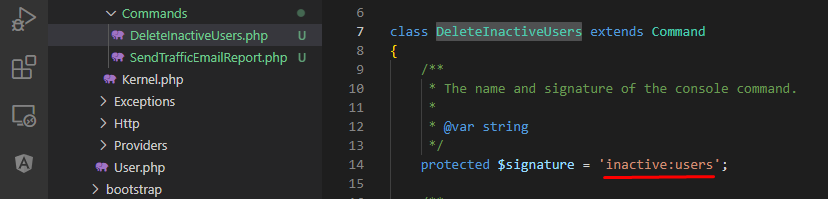 Commands
DeleteInactiveUsers.php U
SendTrafficEmailReport.php U
Kernel.php
Exceptions
Http
Providers
User.php
bootstrap
6
7 class DeleteInactiveUsers extends Command
8 {
9 /**
10 * The name and signature of the console command.
11 *
12 * @var string
13 */
14 protected $signature = 'inactive:users';
15
/**